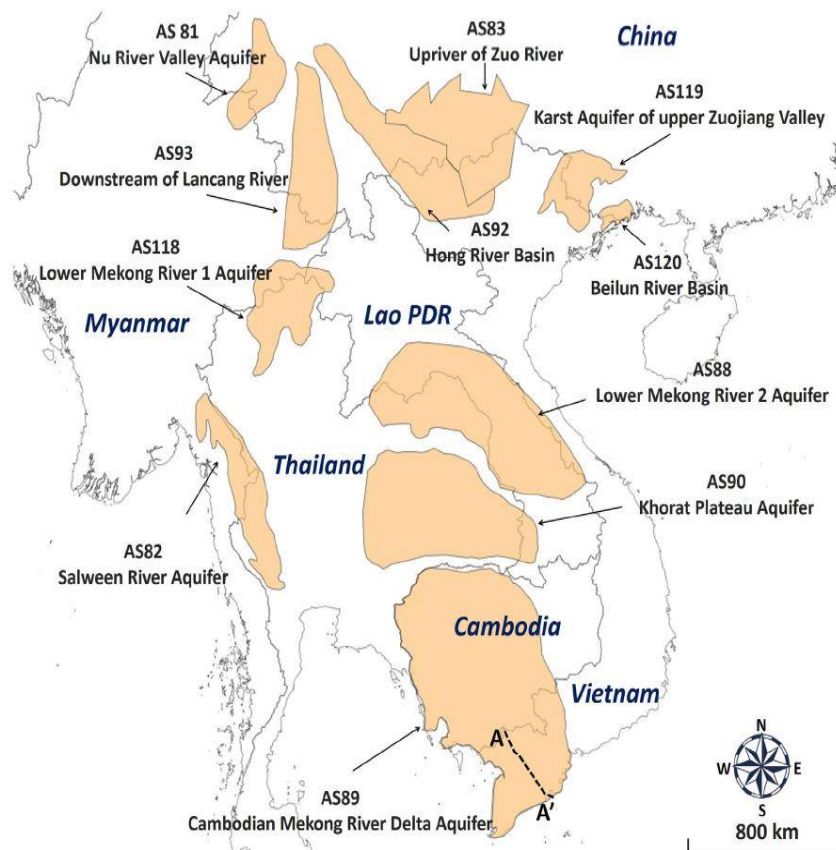 AS 81
Nu River Valley Aquifer
AS83
Upriver of Zuo River
China
AS119
Karst Aquifer of upper Zuojiang Valley
AS93
Downstream of Lancang River
AS92
Hong River Basin
AS120
Beilun River Basin
AS118
Lower Mekong River 1 Aquifer
Myanmar
Lao PDR
AS88
Lower Mekong River 2 Aquifer
Thailand
AS90
Khorat Plateau Aquifer
AS82
Salween River Aquifer
Cambodia
Vietnam
A
A’
AS89
Cambodian Mekong River Delta Aquifer
N
W
E
S
800 km